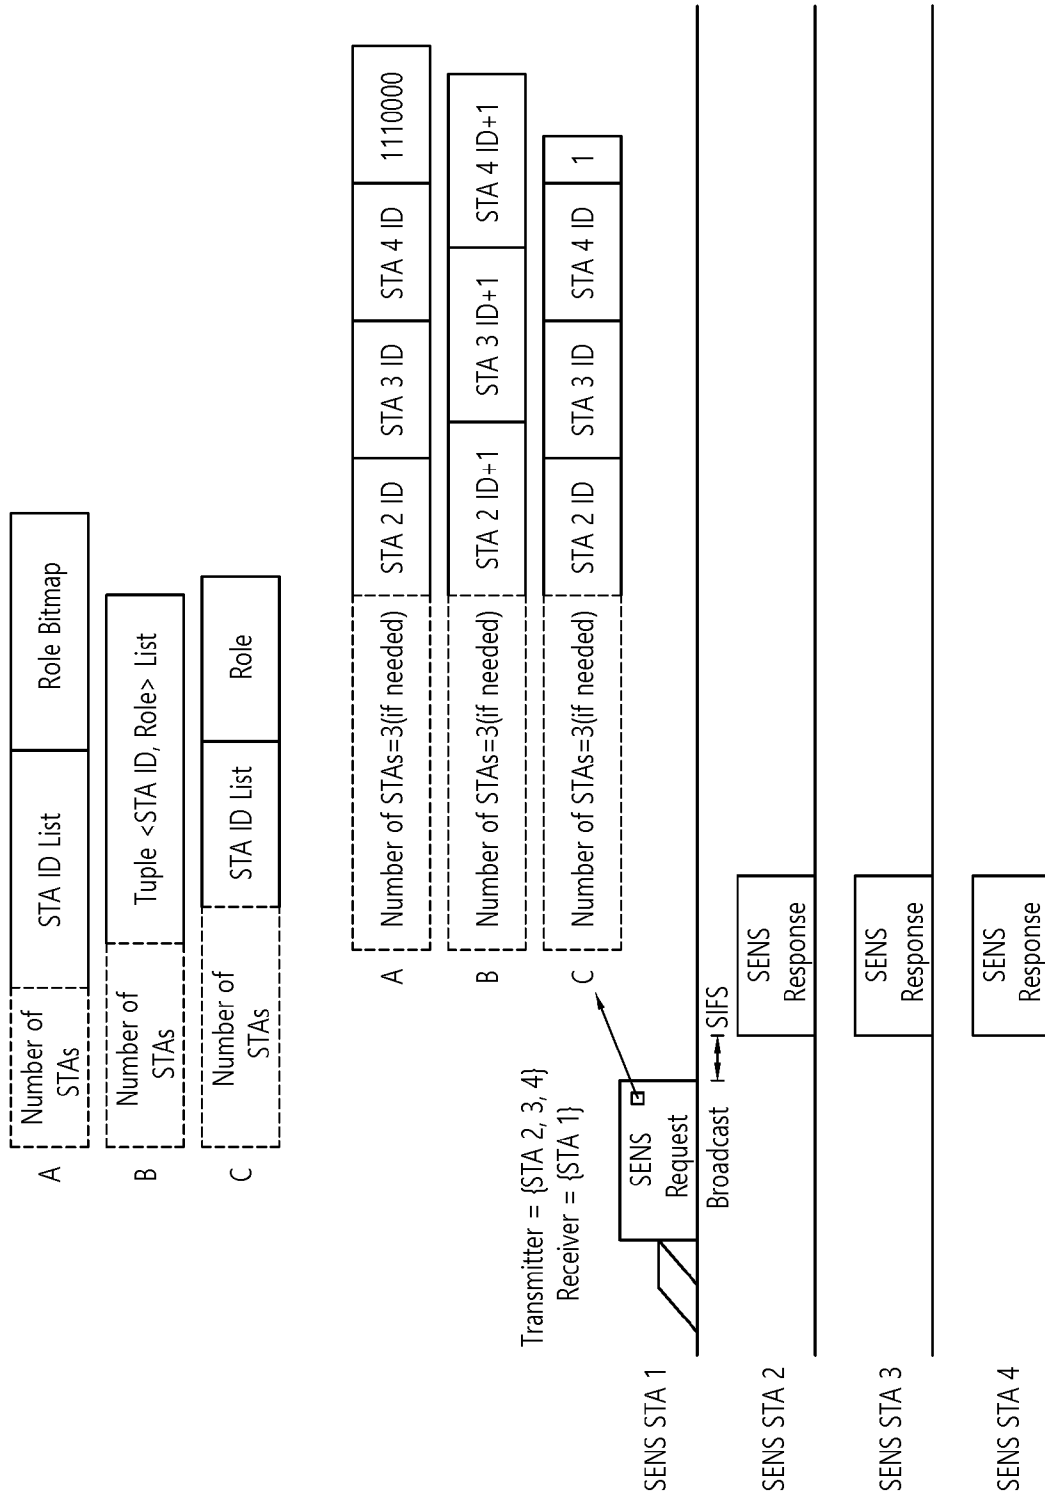 A
Number of
STAs
STA ID List
Role Bitmap
B
Number of
STAs
Tuple <STA ID, Role> List
C
Number of
STAs
STA ID List
Role
A
Number of STAs=3(if needed)
STA 2 ID
STA 3 ID
STA 4 ID
1110000
B
Number of STAs=3(if needed)
STA 2 ID+1
STA 3 ID+1
STA 4 ID+1
C
Number of STAs=3(if needed)
STA 2 ID
STA 3 ID
STA 4 ID
1
Transmitter = {STA 2, 3, 4}
Receiver = {STA 1}
SENS STA 1
SENS
Request
Broadcast
SIFS
SENS STA 2
SENS
Response
SENS STA 3
SENS
Response
SENS STA 4
SENS
Response